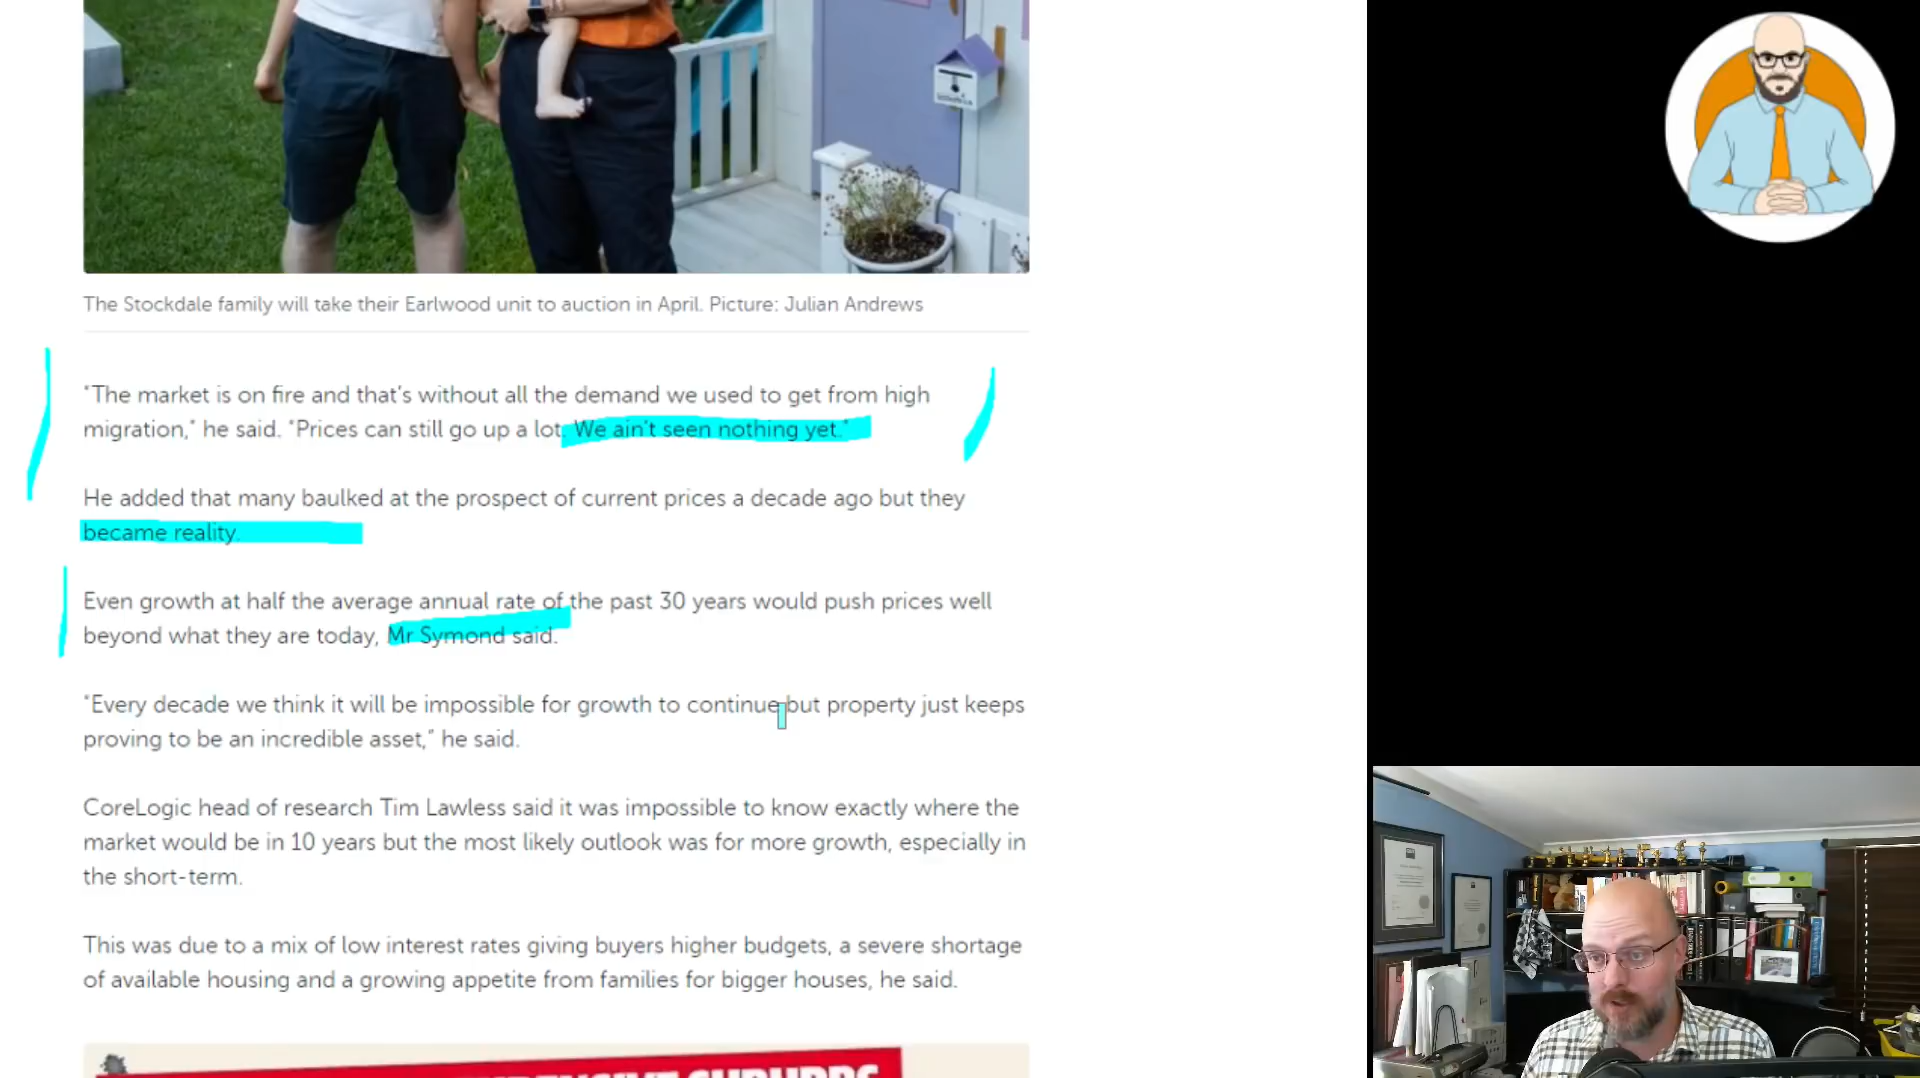 The Stockdale family will take their Earlwood unit to auction in April. Picture: Julian Andrews
“The market is on fire and that’s without all the demand we used to get from high
migration,” he said. “Prices can still go up a lot. We ain’t seen nothing yet.”
He added that many baulked at the prospect of current prices a decade ago but they
became reality.
Even growth at half the average annual rate of the past 30 years would push prices well
beyond what they are today, Mr Symond said.
“Every decade we think it will be impossible for growth to continue but property just keeps
proving to be an incredible asset,” he said.
CoreLogic head of research Tim Lawless said it was impossible to know exactly where the
market would be in 10 years but the most likely outlook was for more growth, especially in
the short-term.
This was due to a mix of low interest rates giving buyers higher budgets, a severe shortage
of available housing and a growing appetite from families for bigger houses, he said.
SUBURBS